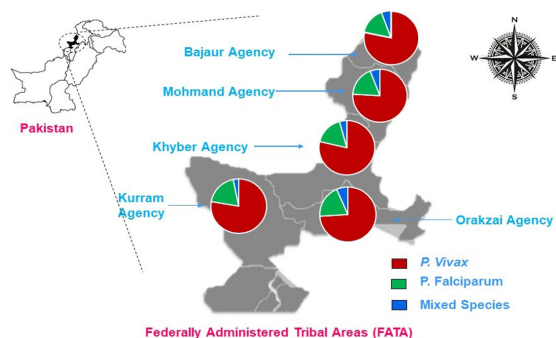 N
W
E
S
Bajaur Agency
Mohmand Agency
Pakistan
Khyber Agency
Kurram
Agency
Orakzai Agency
P. Vivax
P. Falciparum
Mixed Species
Federally Administered Tribal Areas (FATA)